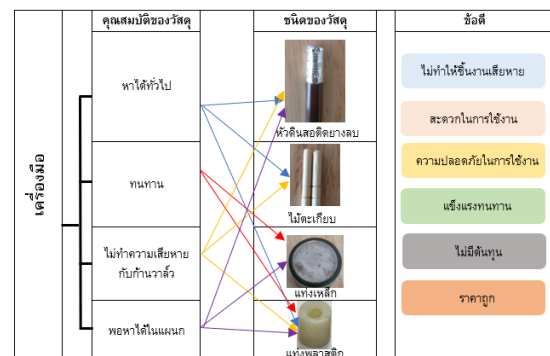 คุณสมบัติของวัสดุ
ชนิดของวัสดุ
ข้อดี
เครื่องมือ
หาได้ทั่วไป
ทนทาน
ไม่ทำความเสียหาย
กับก้านวาล์ว
พอหาได้ในแผนก
หัวดินสอติดยางลบ
ไม้ตะเกียบ
แท่งเหล็ก
แท่งพลาสติก
ไม่ทำให้ชิ้นงานเสียหาย
สะดวกในการใช้งาน
ความปลอดภัยในการใช้งาน
แข็งแรงทนทาน
ไม่มีต้นทุน
ราคาถูก